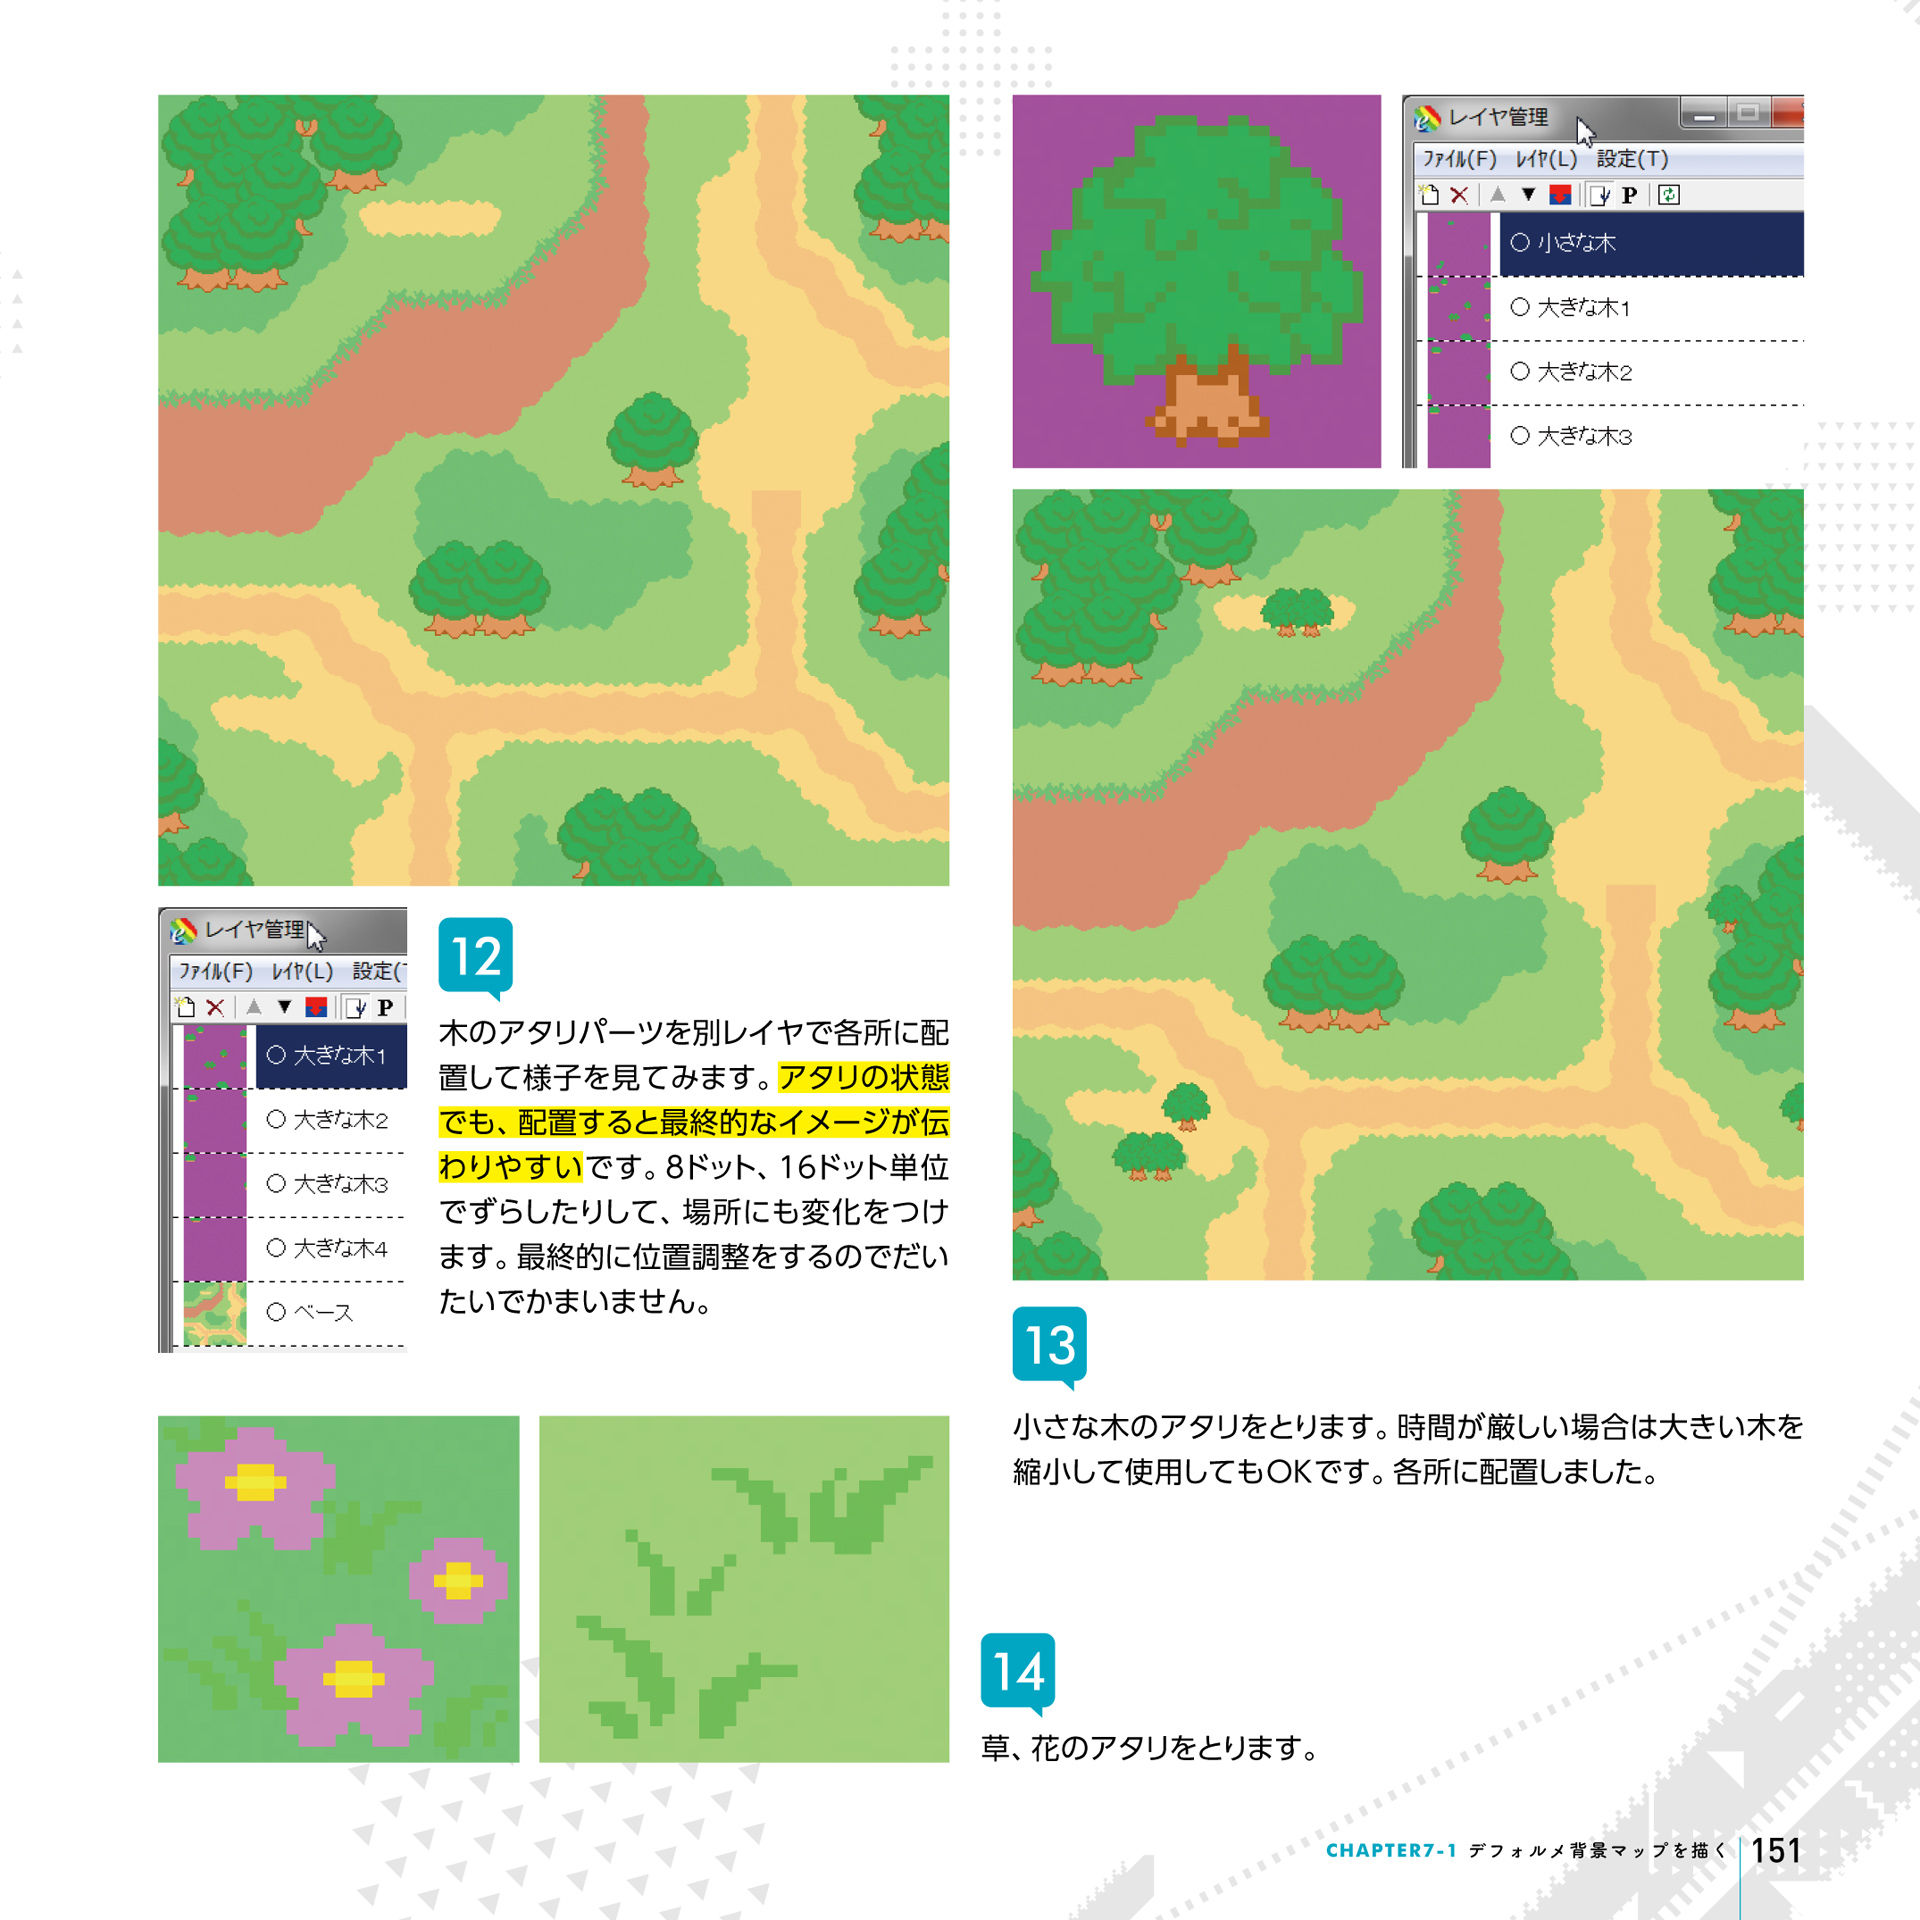 レイヤ管理
ファイル(F) レイヤ(L) 設定(
P
○ 大きな木1
○ 大きな木2
○ 大きな木3
○ 大きな木4
○ ベース
12
木のアタリパーツを別レイヤで各所に配
置して様子を見てみます。アタリの状態
でも、配置すると最終的なイメージが伝
わりやすいです。8ドット、16ドット単位
でずらしたりして、場所にも変化をつけ
ます。最終的に位置調整をするのでだい
たいでかまいません。
レイヤ管理
ファイル(F) レイヤ(L) 設定(T)
P
○ 小さな木
○ 大きな木1
○ 大きな木2
○ 大きな木3
13
小さな木のアタリをとります。時間が厳しい場合は大きい木を
縮小して使用してもOKです。各所に配置しました。
14
草、花のアタリをとります。
CHAPTER7-1 デフォルメ背景マップを描く 151